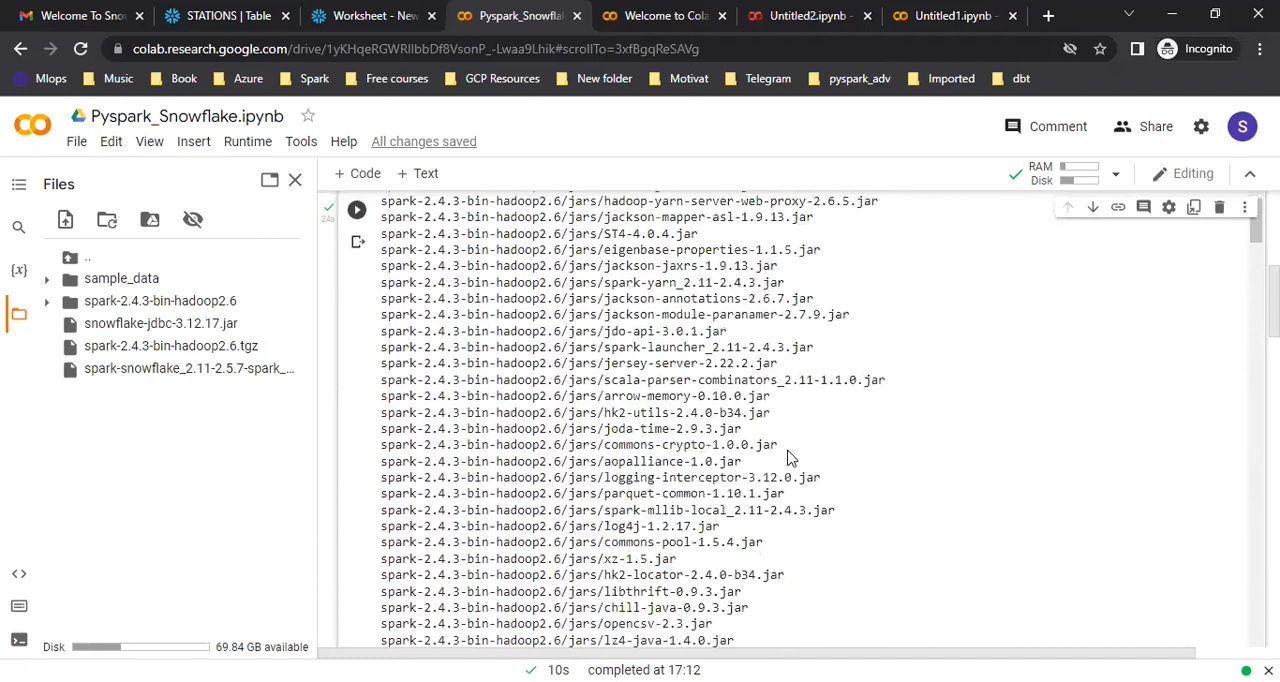 Welcome To Snow
STATIONS | Table
Worksheet - New
Pyspark_Snowflak
Welcome to Cola
Untitled2.ipynb -
Untitled1.ipynb -
colab.research.google.com/drive/1yKHqeRGWRIIbbDf8VsonP_-Lwaa9Lhik#scrollTo=3xfBgqReSAVg
Incognito
Mlops
Music
Book
Azure
Spark
Free courses
GCP Resources
New folder
Motivat
Telegram
pyspark_adv
Imported
dbt
Pyspark_Snowflake.ipynb
Comment
Share
S
File Edit View Insert Runtime Tools Help All changes saved
Files
+ Code + Text
RAM
Disk
Editing
{x}
..
sample_data
spark-2.4.3-bin-hadoop2.6
snowflake-jdbc-3.12.17.jar
spark-2.4.3-bin-hadoop2.6.tgz
spark-snowflake_2.11-2.5.7-spark_...
Disk
69.84 GB available
24s
spark-2.4.3-bin-hadoop2.6/jars/hadoop-yarn-server-web-proxy-2.6.5.jar
spark-2.4.3-bin-hadoop2.6/jars/jackson-mapper-asl-1.9.13.jar
spark-2.4.3-bin-hadoop2.6/jars/ST4-4.0.4.jar
spark-2.4.3-bin-hadoop2.6/jars/eigenbase-properties-1.1.5.jar
spark-2.4.3-bin-hadoop2.6/jars/jackson-jaxrs-1.9.13.jar
spark-2.4.3-bin-hadoop2.6/jars/spark-yarn_2.11-2.4.3.jar
spark-2.4.3-bin-hadoop2.6/jars/jackson-annotations-2.6.7.jar
spark-2.4.3-bin-hadoop2.6/jars/jackson-module-paranamer-2.7.9.jar
spark-2.4.3-bin-hadoop2.6/jars/jdo-api-3.0.1.jar
spark-2.4.3-bin-hadoop2.6/jars/spark-launcher_2.11-2.4.3.jar
spark-2.4.3-bin-hadoop2.6/jars/jersey-server-2.22.2.jar
spark-2.4.3-bin-hadoop2.6/jars/scala-parser-combinators_2.11-1.1.0.jar
spark-2.4.3-bin-hadoop2.6/jars/arrow-memory-0.10.0.jar
spark-2.4.3-bin-hadoop2.6/jars/hk2-utils-2.4.0-b34.jar
spark-2.4.3-bin-hadoop2.6/jars/joda-time-2.9.3.jar
spark-2.4.3-bin-hadoop2.6/jars/commons-crypto-1.0.0.jar
spark-2.4.3-bin-hadoop2.6/jars/aopalliance-1.0.jar
spark-2.4.3-bin-hadoop2.6/jars/logging-interceptor-3.12.0.jar
spark-2.4.3-bin-hadoop2.6/jars/parquet-common-1.10.1.jar
spark-2.4.3-bin-hadoop2.6/jars/spark-mllib-local_2.11-2.4.3.jar
spark-2.4.3-bin-hadoop2.6/jars/log4j-1.2.17.jar
spark-2.4.3-bin-hadoop2.6/jars/commons-pool-1.5.4.jar
spark-2.4.3-bin-hadoop2.6/jars/xz-1.5.jar
spark-2.4.3-bin-hadoop2.6/jars/hk2-locator-2.4.0-b34.jar
spark-2.4.3-bin-hadoop2.6/jars/libthrift-0.9.3.jar
spark-2.4.3-bin-hadoop2.6/jars/chill-java-0.9.3.jar
spark-2.4.3-bin-hadoop2.6/jars/opencsv-2.3.jar
spark-2.4.3-bin-hadoop2.6/jars/lz4-java-1.4.0.jar
10s completed at 17:12